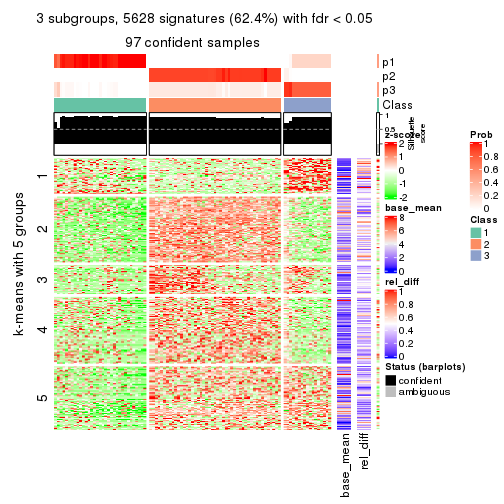 3 subgroups, 5628 signatures (62.4%) with fdr < 0.05
97 confident samples
p1
p2
p3
Class
1
0.5
0
Silhouette
score
k-means with 5 groups
1
2
3
4
5
base_mean
rel_diff
z-score
2
1
0
-1
-2
base_mean
8
6
4
2
0
rel_diff
1
0.8
0.6
0.4
0.2
0
Status (barplots)
confident
ambiguous
Prob
1
0.8
0.6
0.4
0.2
0
Class
1
2
3